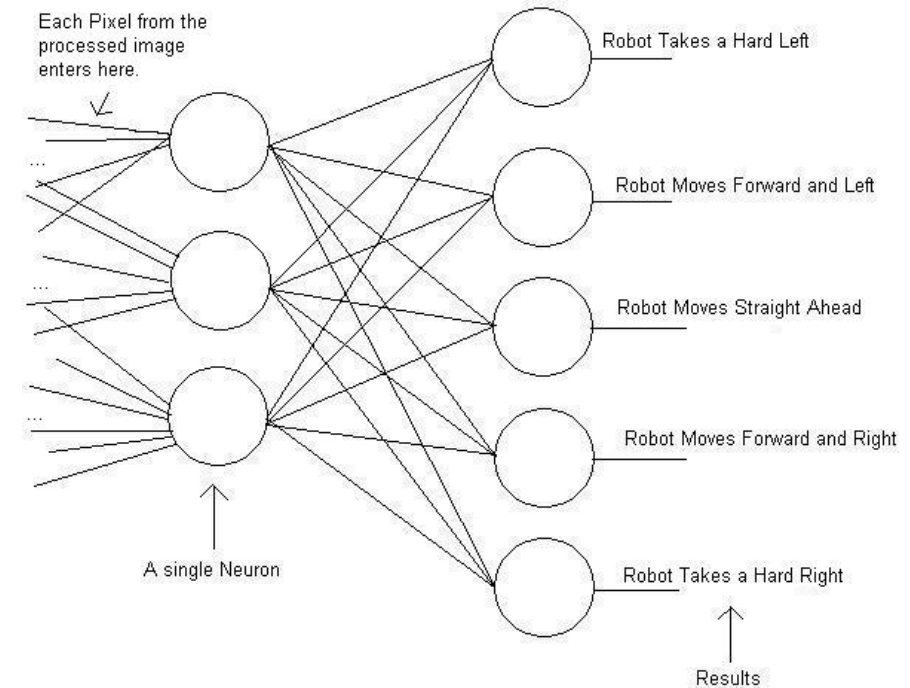 Each Pixel from the
processed image
enters here.
Robot Takes a Hard Left
...
Robot Moves Forward and Left
...
Robot Moves Straight Ahead
...
Robot Moves Forward and Right
A single Neuron
Robot Takes a Hard Right
Results